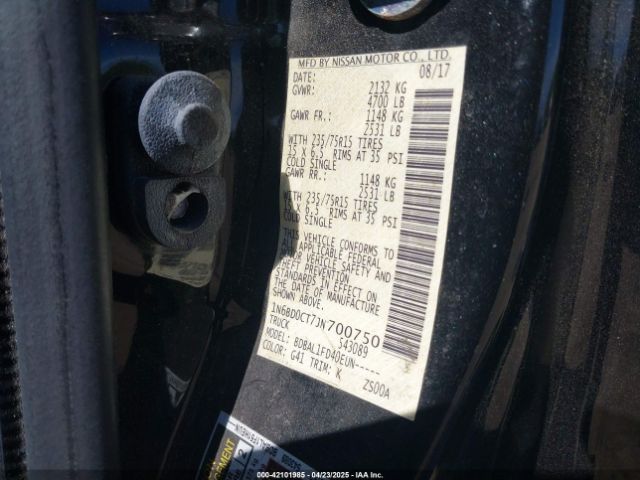 MFD BY NISSAN MOTOR CO., LTD.
DATE: 08/17
GVWR: 2132 KG
4700 LB
GAWR FR.: 1148 KG
2531 LB
WITH 235/75R15 TIRES
15 X 6.5 RIMS AT 35 PSI
COLD SINGLE
GAWR RR.: 1148 KG
2531 LB
WITH 235/75R15 TIRES
15 X 6.5 RIMS AT 35 PSI
COLD SINGLE
THIS VEHICLE CONFORMS TO
ALL APPLICABLE FEDERAL
MOTOR VEHICLE SAFETY AND
THEFT PREVENTION
STANDARDS IN EFFECT ON
THE DATE OF MANUFACTURE
SHOWN ABOVE.
1N6BD0CT7JN700750
TRUCK 543089
MODEL: BDBAL1FD40EUN-----
COLOR: G41 TRIM: K ZS00A
000-42101985 - 04/23/2025 - IAAI.COM